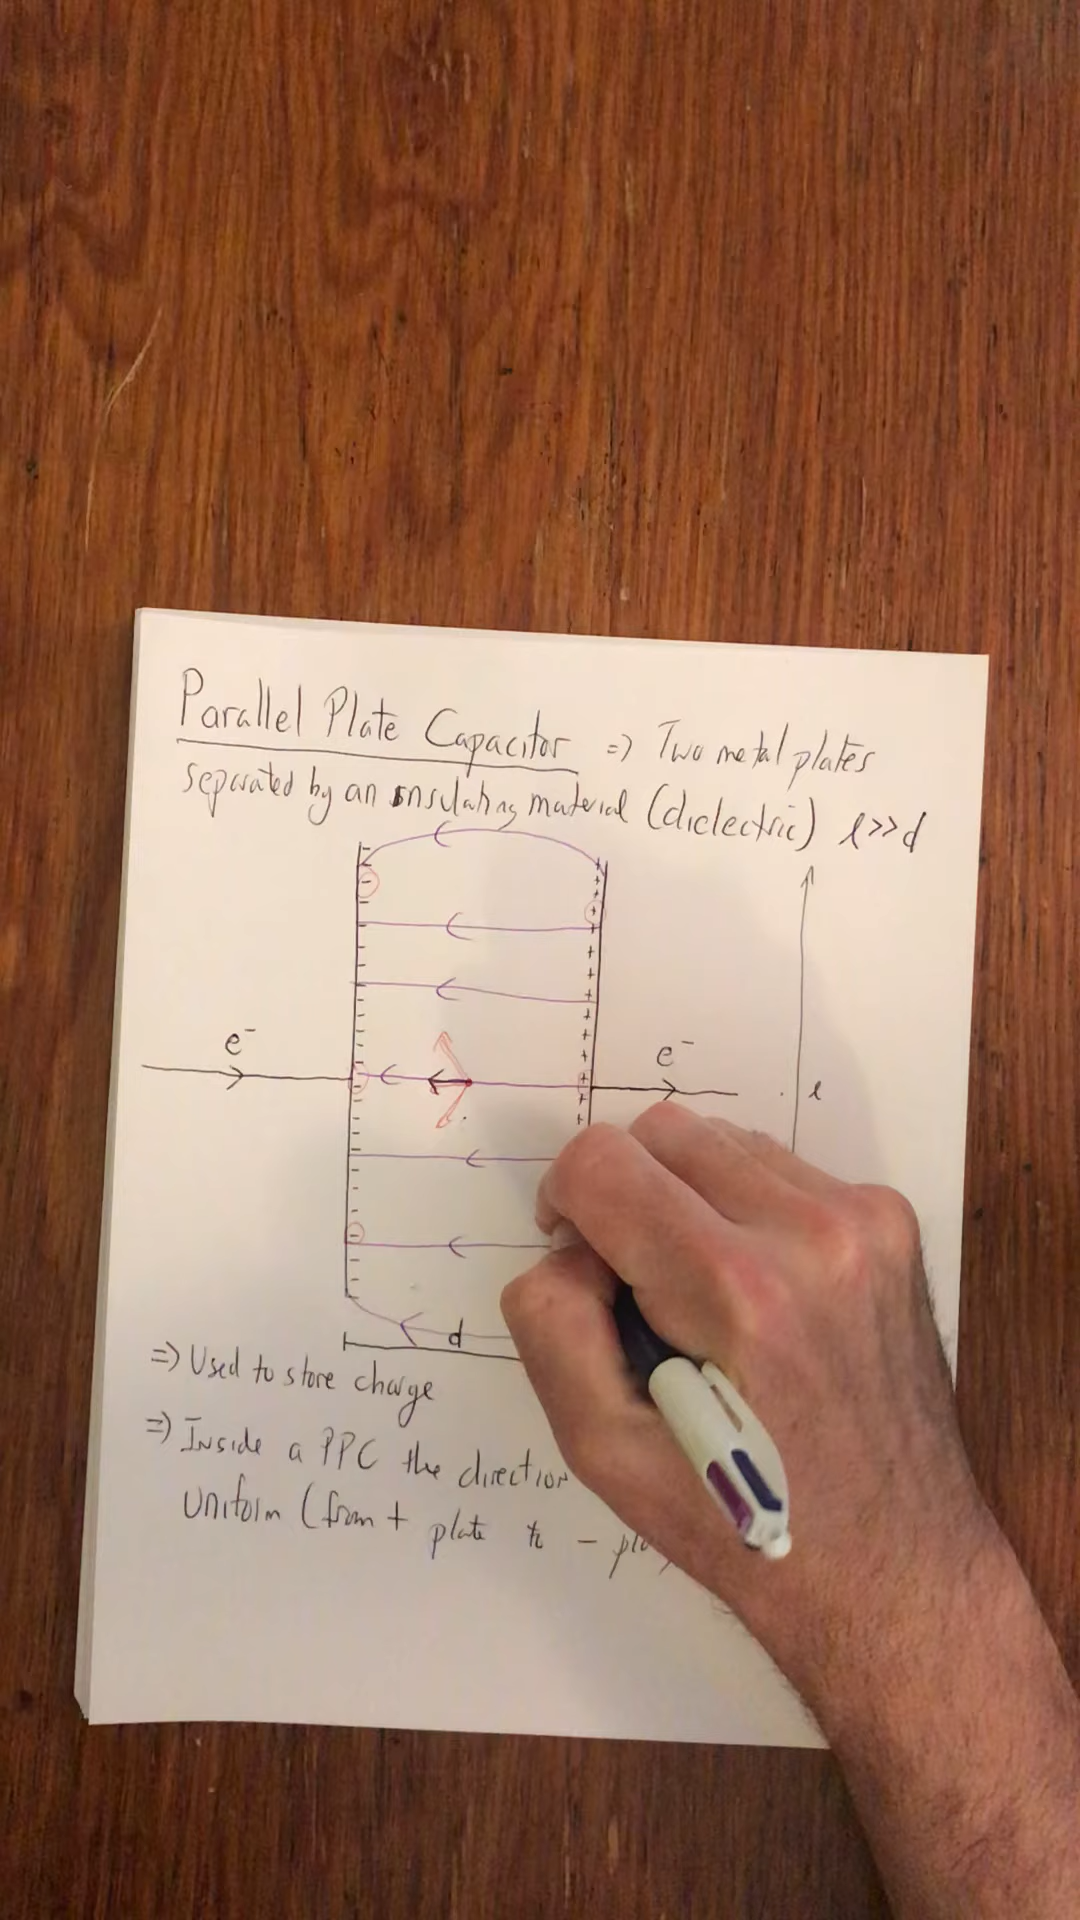 Parallel Plate Capacitor => Two metal plates
separated by an insulating material (dielectric) l>>d
e⁻
e⁻
l
d
=> Used to store charge
=> Inside a PPC the direction
uniform (from + plate to -